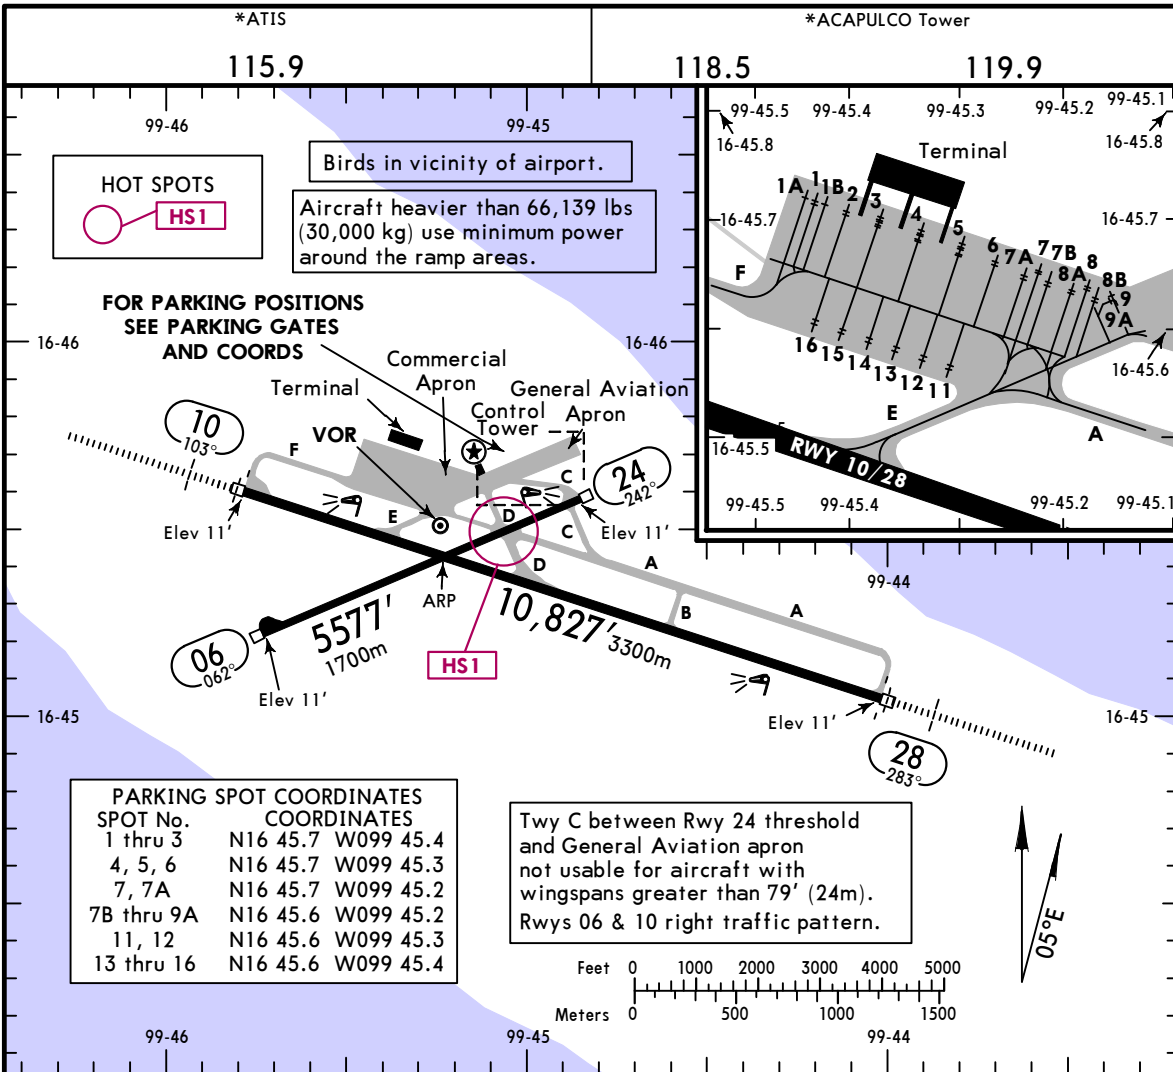 *ATIS
*ACAPULCO Tower
115.9
118.5
119.9
99-46
99-45
HOT SPOTS
HS1
Birds in vicinity of airport.
Aircraft heavier than 66,139 lbs
(30,000 kg) use minimum power
around the ramp areas.
FOR PARKING POSITIONS
SEE PARKING GATES
AND COORDS
16-46
16-46
Commercial
Apron
Terminal
General Aviation
Apron
Control
Tower
VOR
10
103°
F
C
24
242°
E
D
C
Elev 11'
Elev 11'
D
A
ARP
B
A
99-44
5577'
1700m
10,827'
3300m
06
062°
HS1
Elev 11'
Elev 11'
16-45
16-45
28
283°
99-45.5
99-45.4
99-45.3
99-45.2
99-45.1
16-45.8
16-45.8
Terminal
1A
1
1B
2
3
4
5
6
7A
7
7B
8A
8
8B
9
9A
16-45.7
16-45.7
F
16
15
14
13
12
11
16-45.6
E
A
16-45.5
RWY 10/28
99-45.5
99-45.4
99-45.2
99-45.1
PARKING SPOT COORDINATES
SPOT No. COORDINATES
1 thru 3 N16 45.7 W099 45.4
4, 5, 6 N16 45.7 W099 45.3
7, 7A N16 45.7 W099 45.2
7B thru 9A N16 45.6 W099 45.2
11, 12 N16 45.6 W099 45.3
13 thru 16 N16 45.6 W099 45.4
Twy C between Rwy 24 threshold
and General Aviation apron
not usable for aircraft with
wingspans greater than 79' (24m).
Rwys 06 & 10 right traffic pattern.
05°E
Feet 0 1000 2000 3000 4000 5000
Meters 0 500 1000 1500
99-46
99-45
99-44